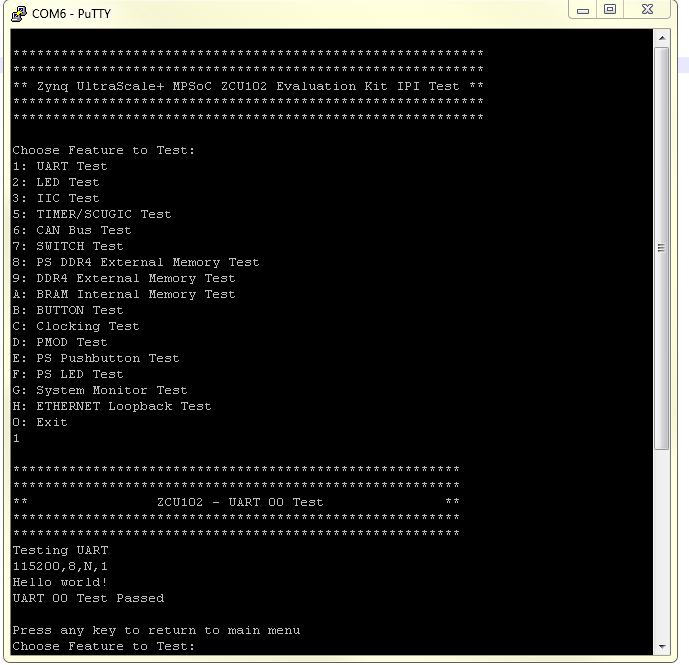 COM6 - PuTTY
***********************************************************
***********************************************************
** Zynq UltraScale+ MPSoC ZCU102 Evaluation Kit IPI Test **
***********************************************************
***********************************************************
Choose Feature to Test:
1: UART Test
2: LED Test
3: IIC Test
5: TIMER/SCUGIC Test
6: CAN Bus Test
7: SWITCH Test
8: PS DDR4 External Memory Test
9: DDR4 External Memory Test
A: BRAM Internal Memory Test
B: BUTTON Test
C: Clocking Test
D: PMOD Test
E: PS Pushbutton Test
F: PS LED Test
G: System Monitor Test
H: ETHERNET Loopback Test
0: Exit
1
********************************************************
********************************************************
**                ZCU102 - UART 00 Test               **
********************************************************
********************************************************
Testing UART
115200,8,N,1
Hello world!
UART 00 Test Passed
Press any key to return to main menu
Choose Feature to Test: